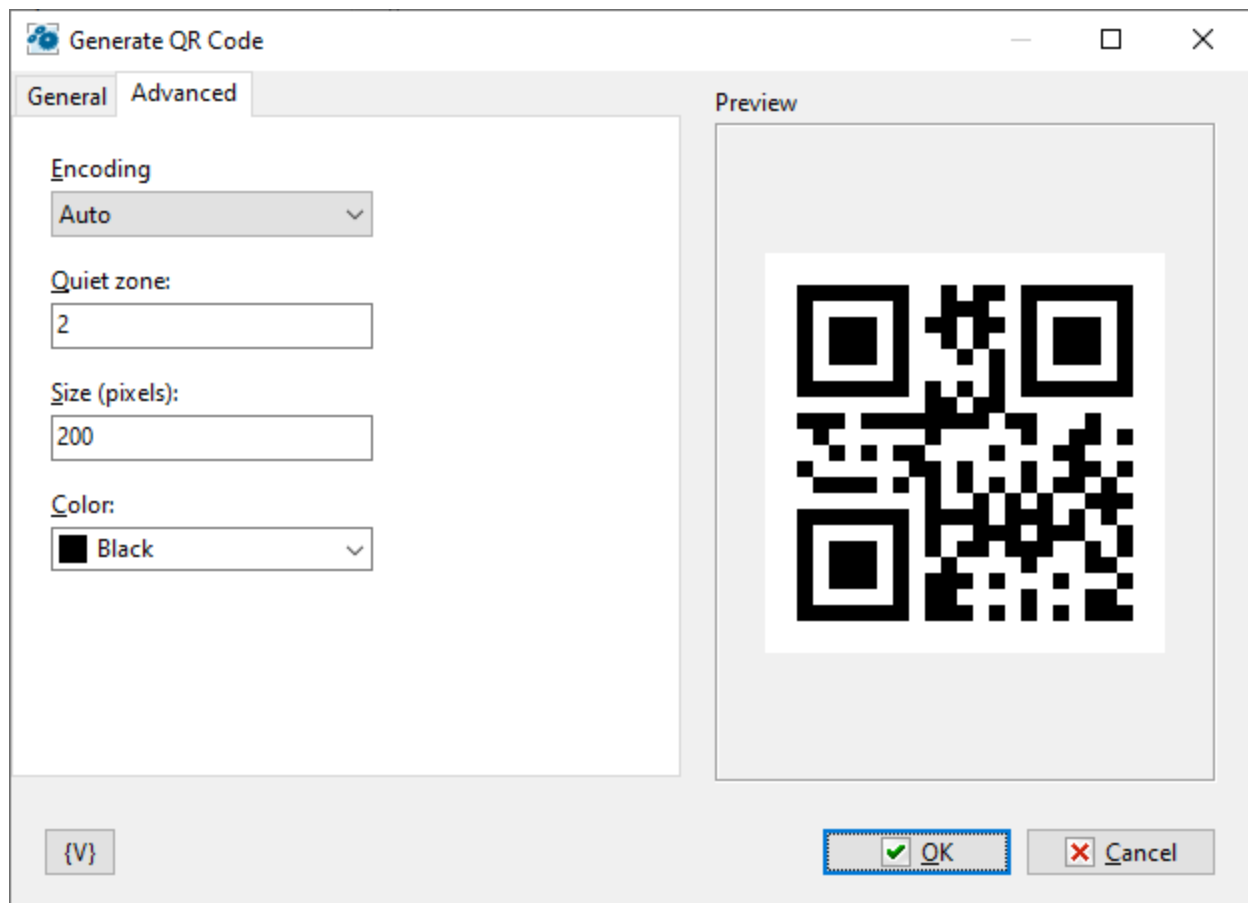 Generate QR Code
General
Advanced
Encoding
Auto
Quiet zone:
2
Size (pixels):
200
Color:
Black
Preview
{V}
OK
Cancel